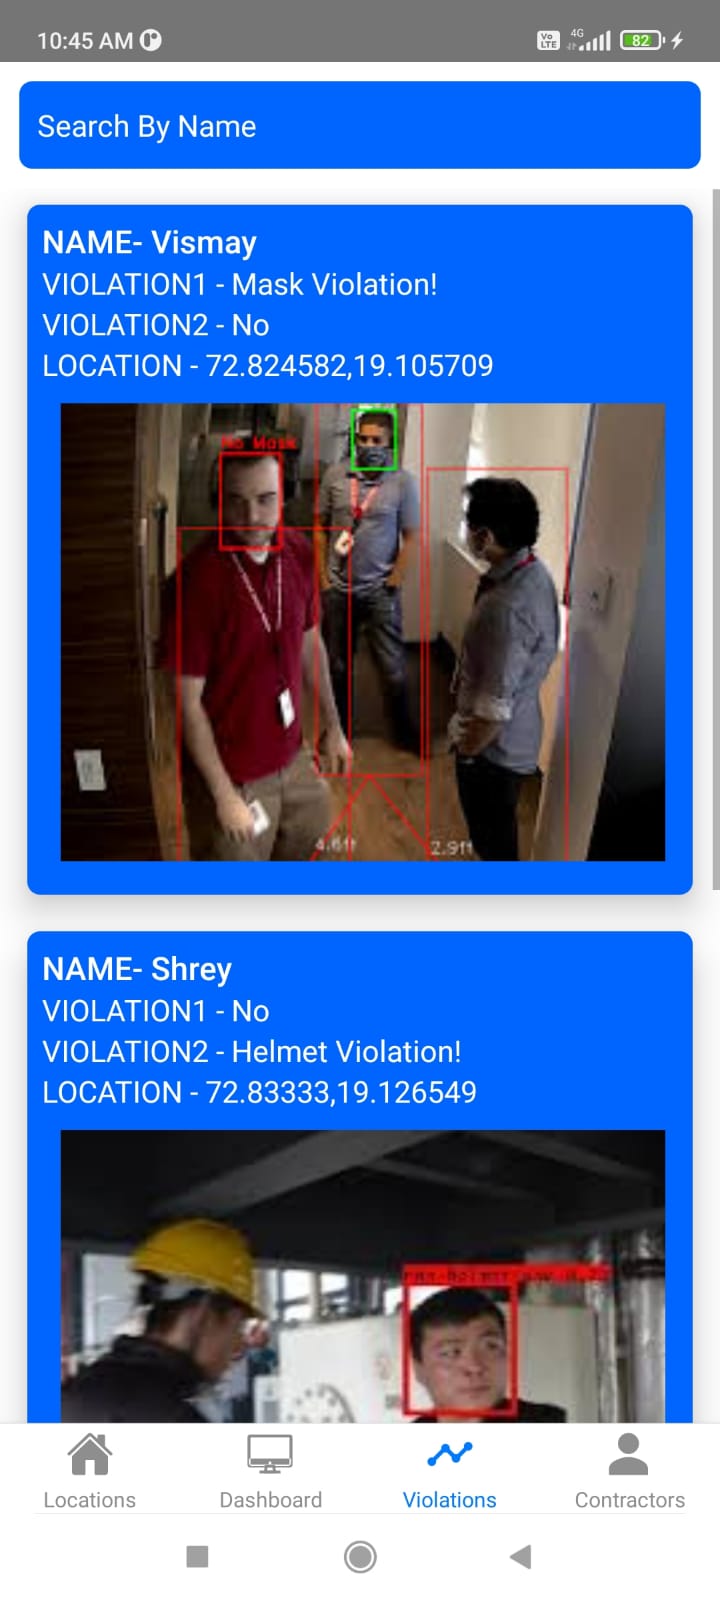 10:45 AM
Vo LTE 4G 82
Search By Name
NAME- Vismay
VIOLATION1 - Mask Violation!
VIOLATION2 - No
LOCATION - 72.824582,19.105709
No Mask
4.6ft
2.9ft
NAME- Shrey
VIOLATION1 - No
VIOLATION2 - Helmet Violation!
LOCATION - 72.83333,19.126549
Locations
Dashboard
Violations
Contractors